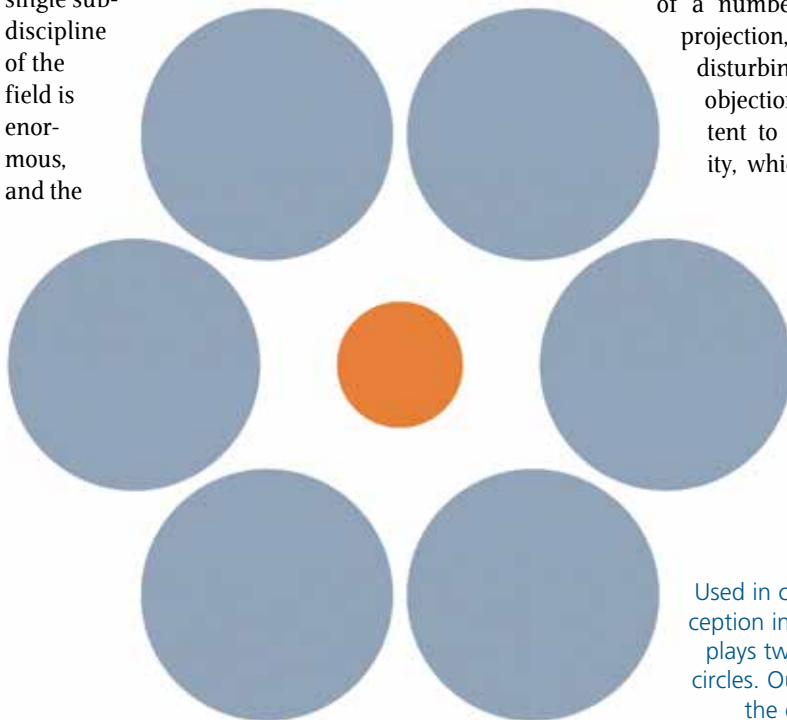 single sub-
discipline
of the
field is
enor-
mous,
and the
of a numbe
projection,
disturbin
objection
tent to
ity, whi
Used in c
ception in
plays tw
circles. Ou
the